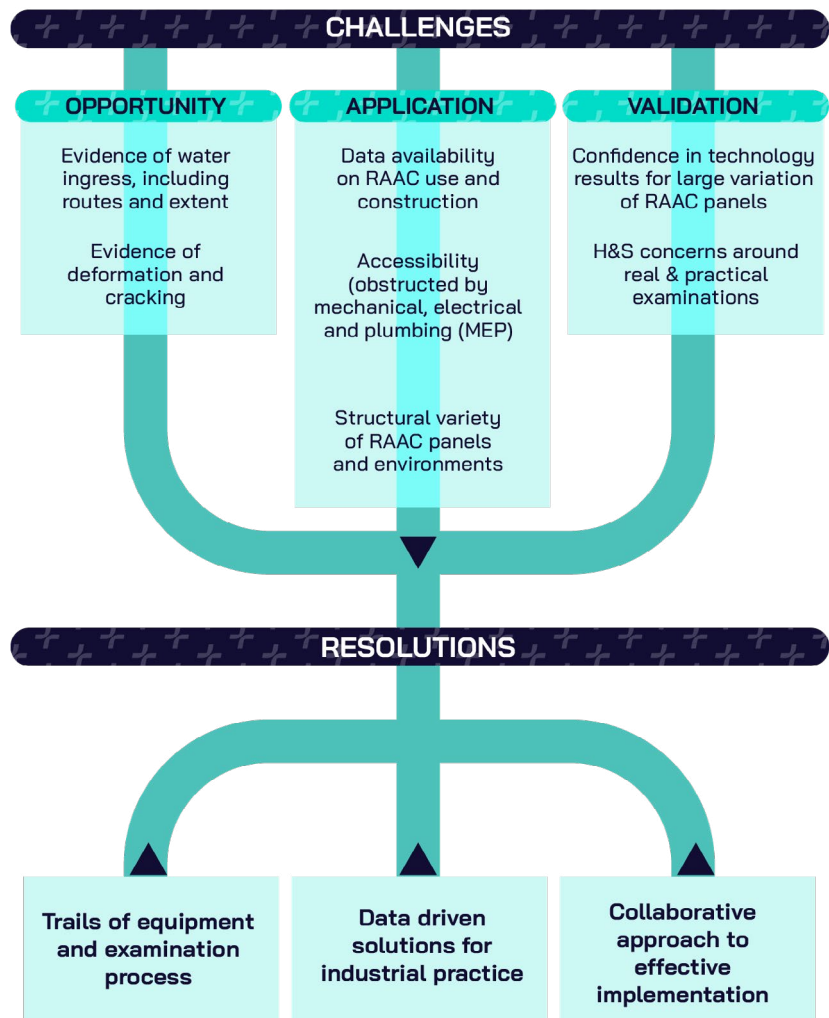 CHALLENGES
OPPORTUNITY
Evidence of water
ingress, including
routes and extent
Evidence of
deformation and
cracking
APPLICATION
Data availability
on RAAC use and
construction
Accessibility
(obstructed by
mechanical, electrical
and plumbing (MEP)
Structural variety
of RAAC panels
and environments
VALIDATION
Confidence in technology
results for large variation
of RAAC panels
H&S concerns around
real & practical
examinations
RESOLUTIONS
Trails of equipment
and examination
process
Data driven
solutions for
industrial practice
Collaborative
approach to
effective
implementation